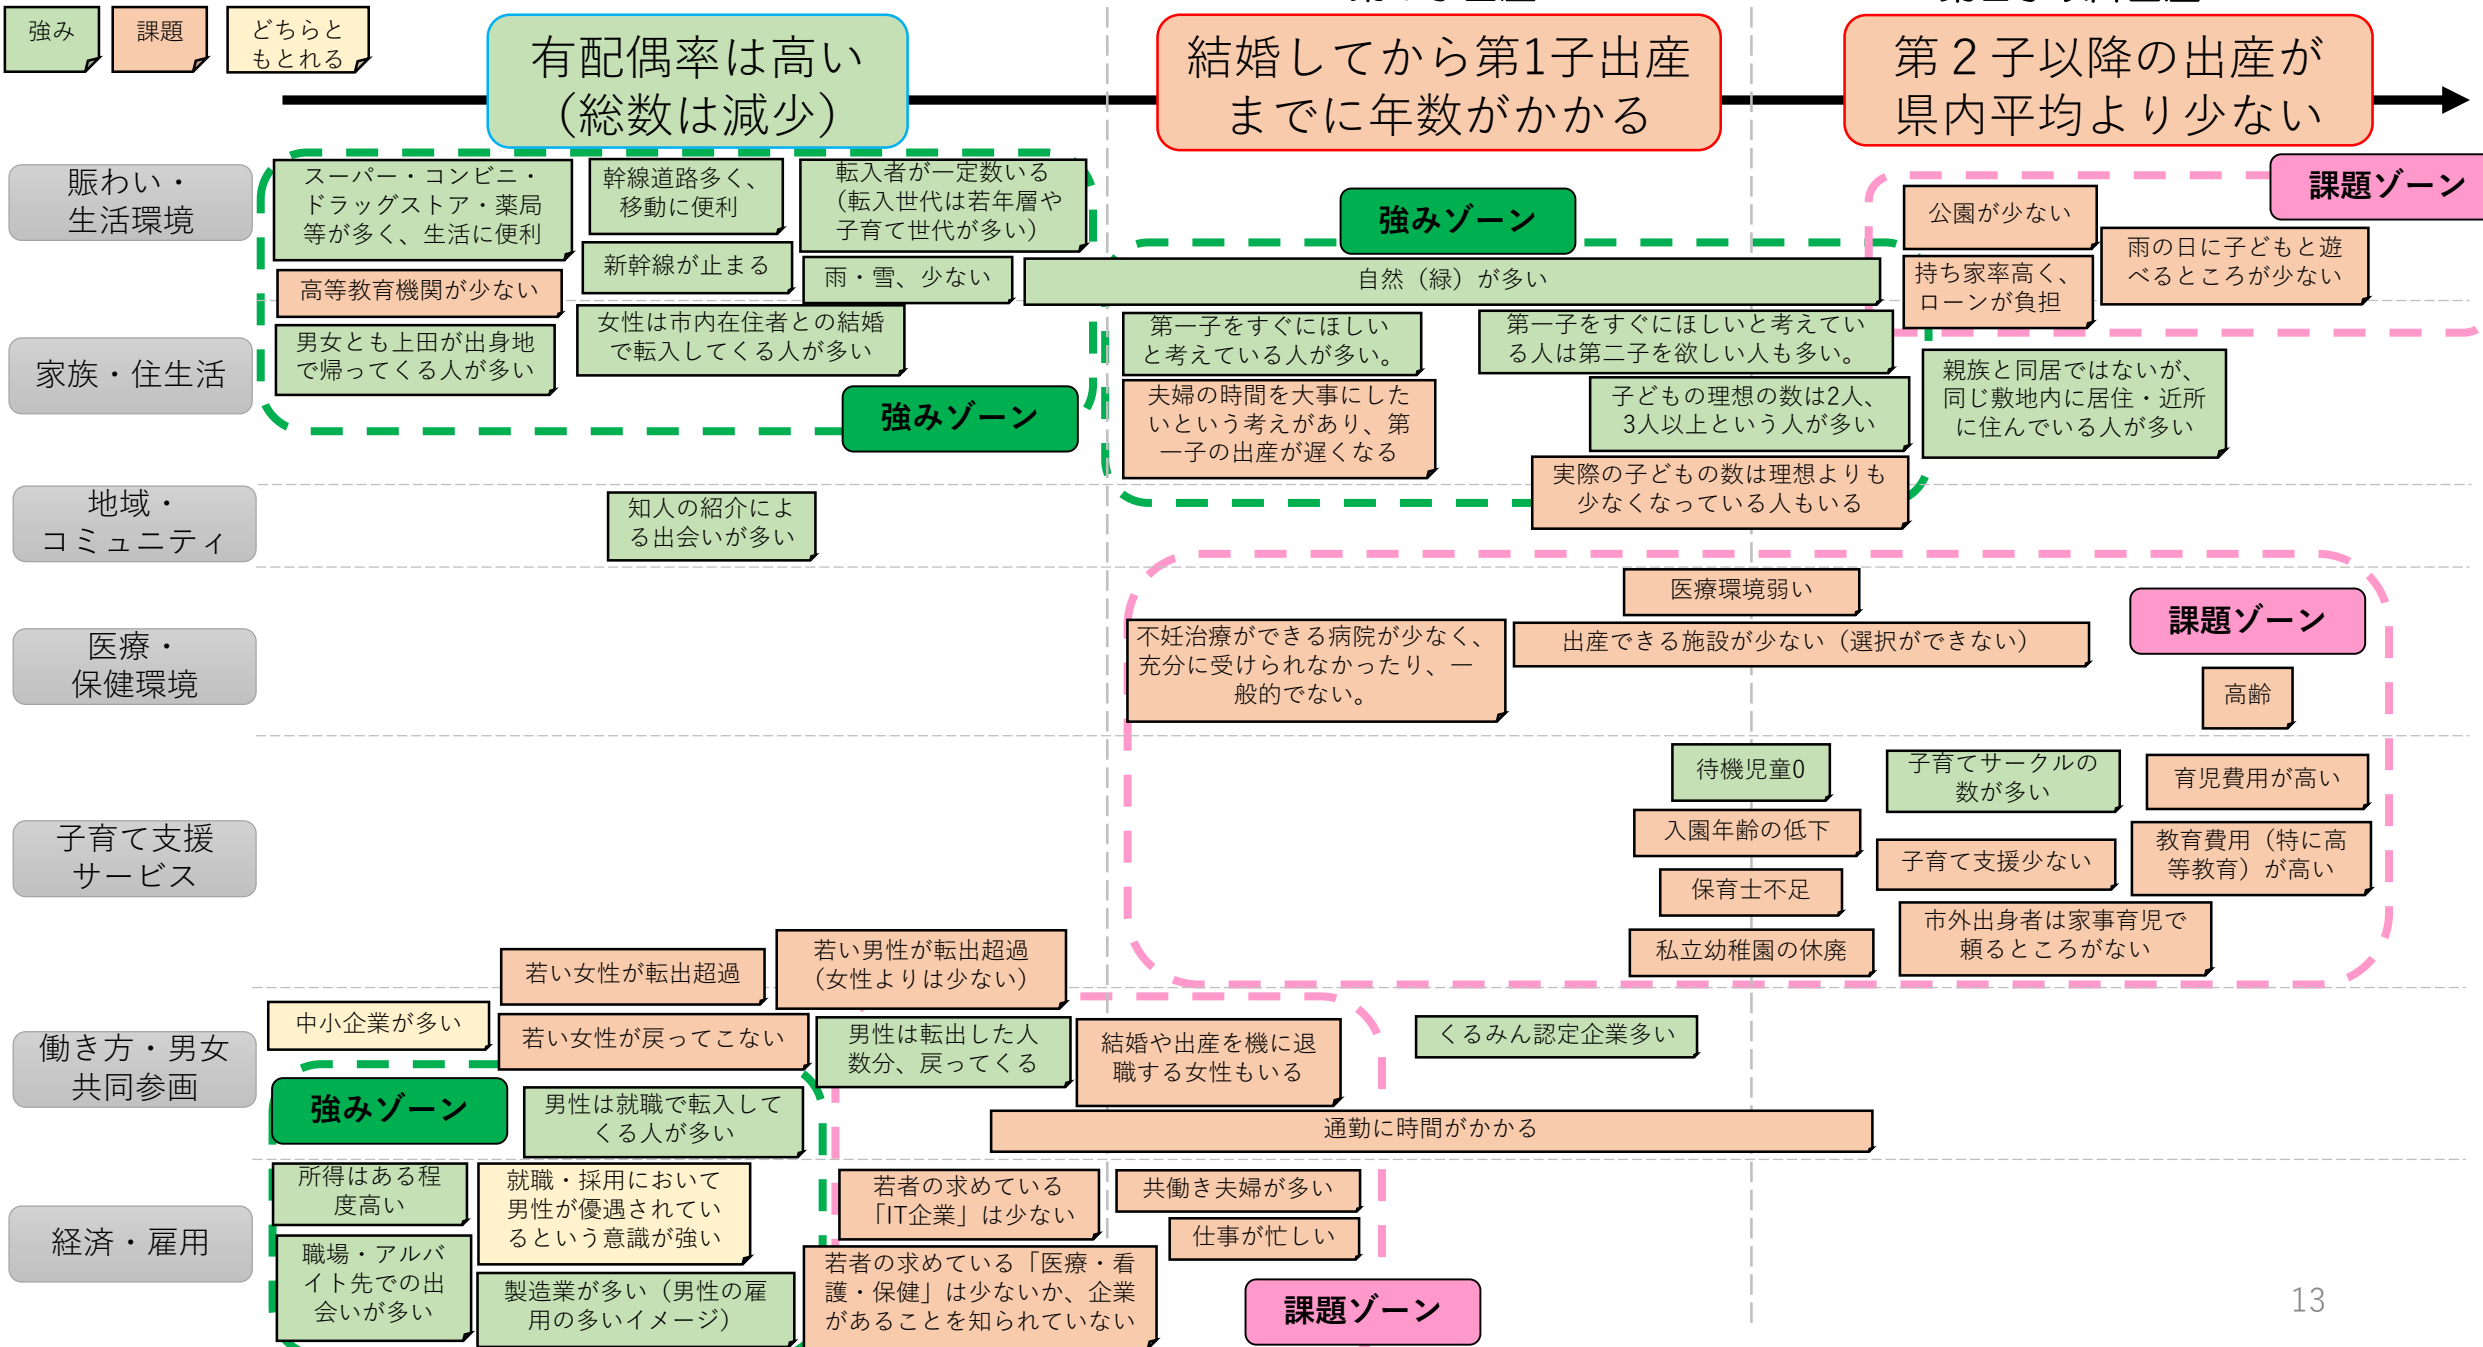 強み
課題
どちらと
もとれる
有配偶率は高い
（総数は減少）
結婚してから第1子出産
までに年数がかかる
第２子以降の出産が
県内平均より少ない
賑わい・
生活環境
スーパー・コンビニ・
ドラッグストア・薬局
等が多く、生活に便利
幹線道路多く、
移動に便利
転入者が一定数いる
（転入世代は若年層や
子育て世代が多い）
新幹線が止まる
雨・雪、少ない
高等教育機関が少ない
強みゾーン
自然（緑）が多い
課題ゾーン
公園が少ない
雨の日に子どもと遊
べるところが少ない
持ち家率高く、
ローンが負担
家族・住生活
男女とも上田が出身地
で帰ってくる人が多い
女性は市内在住者との結婚
で転入してくる人が多い
強みゾーン
第一子をすぐにほしい
と考えている人が多い。
第一子をすぐにほしいと考えてい
る人は第二子を欲しい人も多い。
夫婦の時間を大事にした
いという考えがあり、第
一子の出産が遅くなる
子どもの理想の数は2人、
3人以上という人が多い
親族と同居ではないが、
同じ敷地内に居住・近所
に住んでいる人が多い
実際の子どもの数は理想よりも
少なくなっている人もいる
地域・
コミュニティ
知人の紹介によ
る出会いが多い
医療・
保健環境
医療環境弱い
課題ゾーン
不妊治療ができる病院が少なく、
充分に受けられなかったり、一
般的でない。
出産できる施設が少ない（選択ができない）
高齢
子育て支援
サービス
待機児童0
子育てサークルの
数が多い
育児費用が高い
入園年齢の低下
子育て支援少ない
教育費用（特に高
等教育）が高い
保育士不足
市外出身者は家事育児で
頼るところがない
私立幼稚園の休廃
働き方・男女
共同参画
若い女性が転出超過
若い男性が転出超過
（女性よりは少ない）
中小企業が多い
若い女性が戻ってこない
男性は転出した人
数分、戻ってくる
結婚や出産を機に退
職する女性もいる
くるみん認定企業多い
強みゾーン
男性は就職で転入して
くる人が多い
通勤に時間がかかる
経済・雇用
所得はある程
度高い
就職・採用において
男性が優遇されてい
るという意識が強い
若者の求めている
「IT企業」は少ない
共働き夫婦が多い
仕事が忙しい
職場・アルバ
イト先での出
会いが多い
製造業が多い（男性の雇
用の多いイメージ）
若者の求めている「医療・看
護・保健」は少ないか、企業
があることを知られていない
課題ゾーン
13